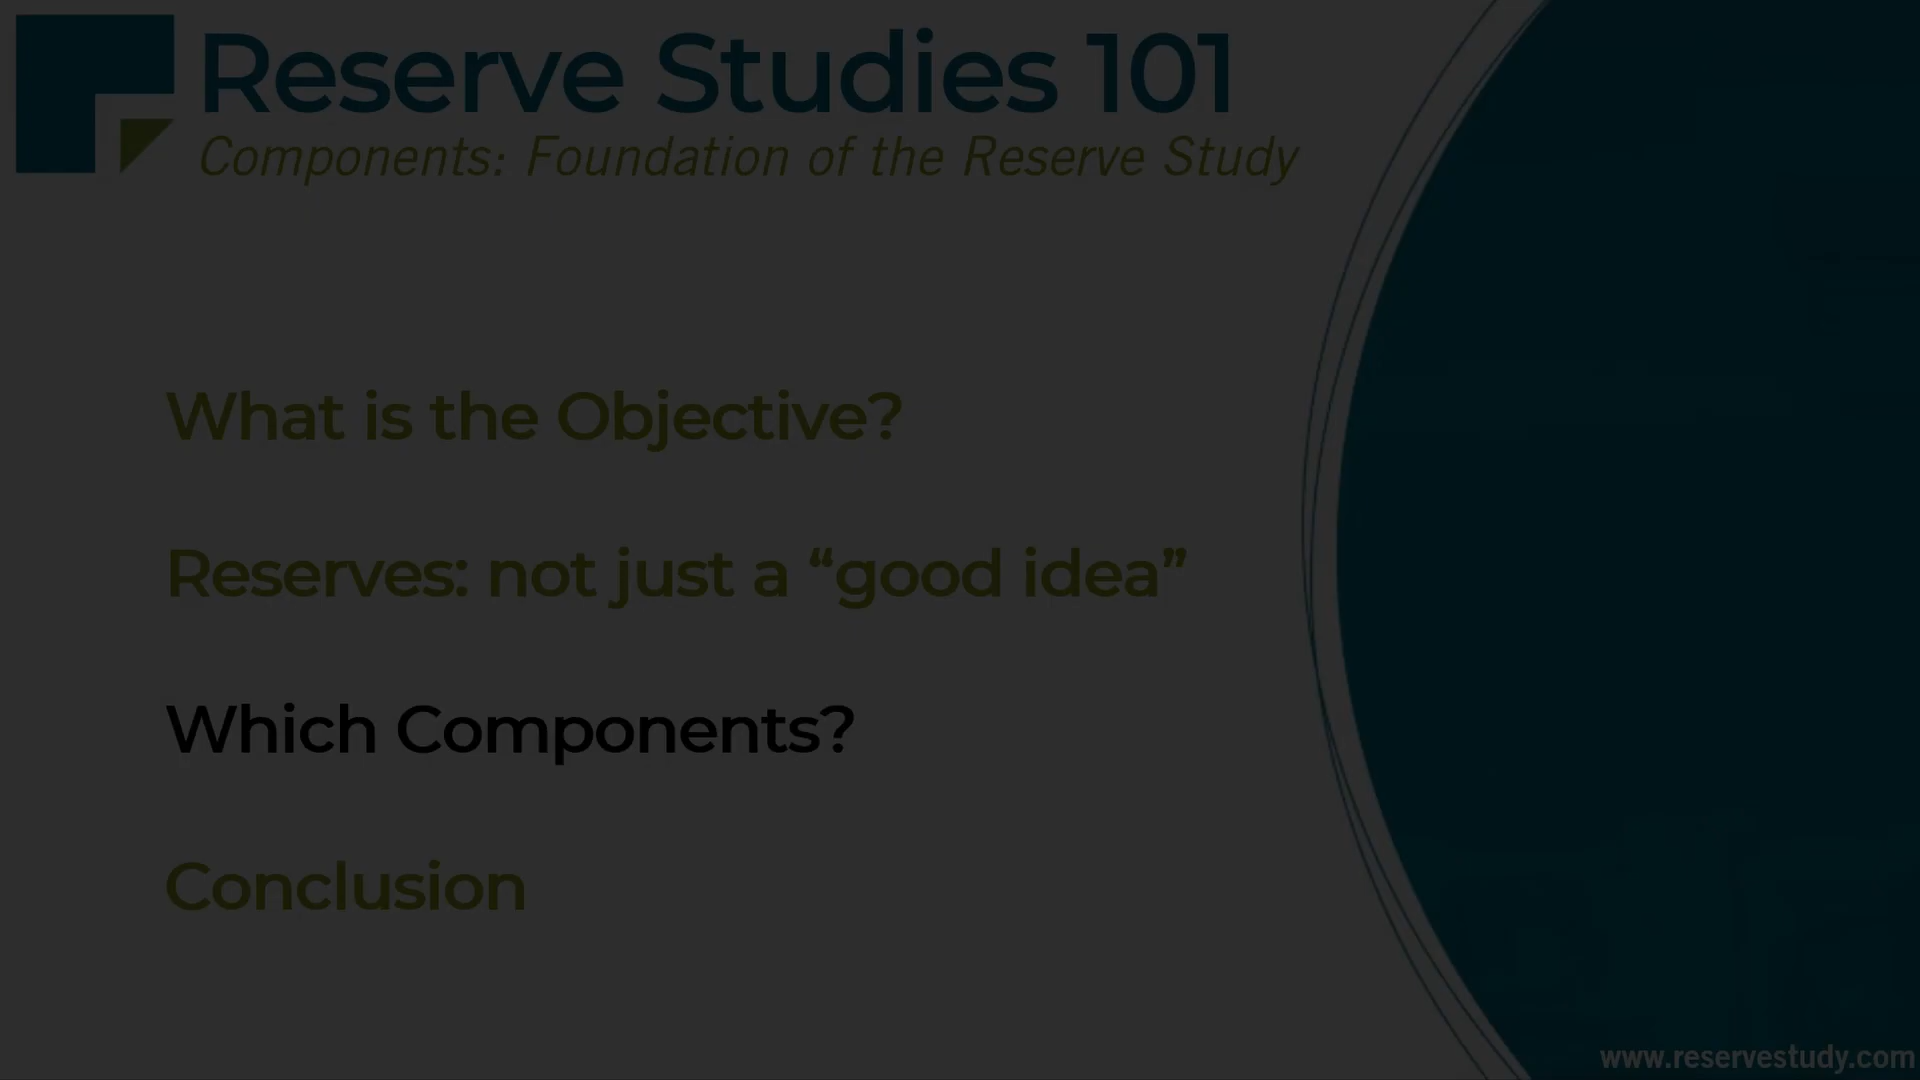 Reserve Studies 101
Components: Foundation of the Reserve Study
What is the Objective?
Reserves: not just a “good idea”
Which Components?
Conclusion
www.reservestudy.com